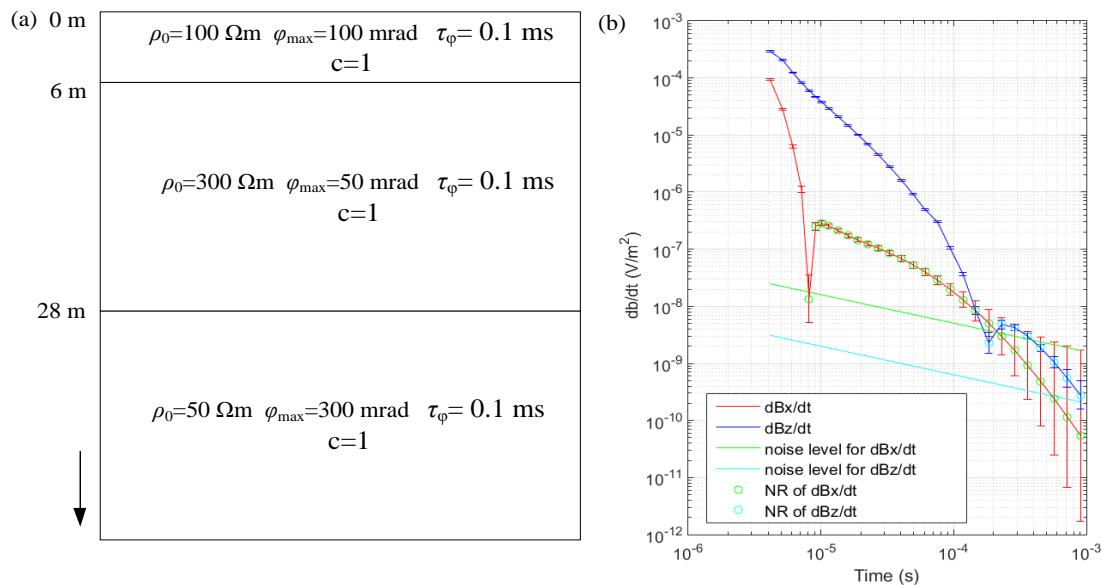 (a)
0 m
ρ₀=100 Ωm φmax=100 mrad τφ= 0.1 ms
c=1
6 m
ρ₀=300 Ωm φmax=50 mrad τφ= 0.1 ms
c=1
28 m
ρ₀=50 Ωm φmax=300 mrad τφ= 0.1 ms
c=1
(b)
db/dt (V/m²)
10⁻³
10⁻⁴
10⁻⁵
10⁻⁶
10⁻⁷
10⁻⁸
10⁻⁹
10⁻¹⁰
10⁻¹¹
10⁻¹²
dBx/dt
dBz/dt
noise level for dBx/dt
noise level for dBz/dt
NR of dBx/dt
NR of dBz/dt
10⁻⁶
10⁻⁵
10⁻⁴
10⁻³
Time (s)